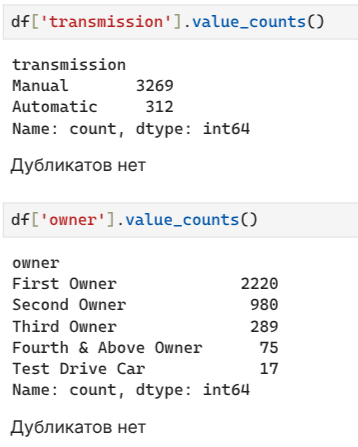 df['transmission'].value_counts()
transmission
Manual       3269
Automatic     312
Name: count, dtype: int64
Дубликатов нет
df['owner'].value_counts()
owner
First Owner             2220
Second Owner             980
Third Owner              289
Fourth & Above Owner      75
Test Drive Car            17
Name: count, dtype: int64
Дубликатов нет